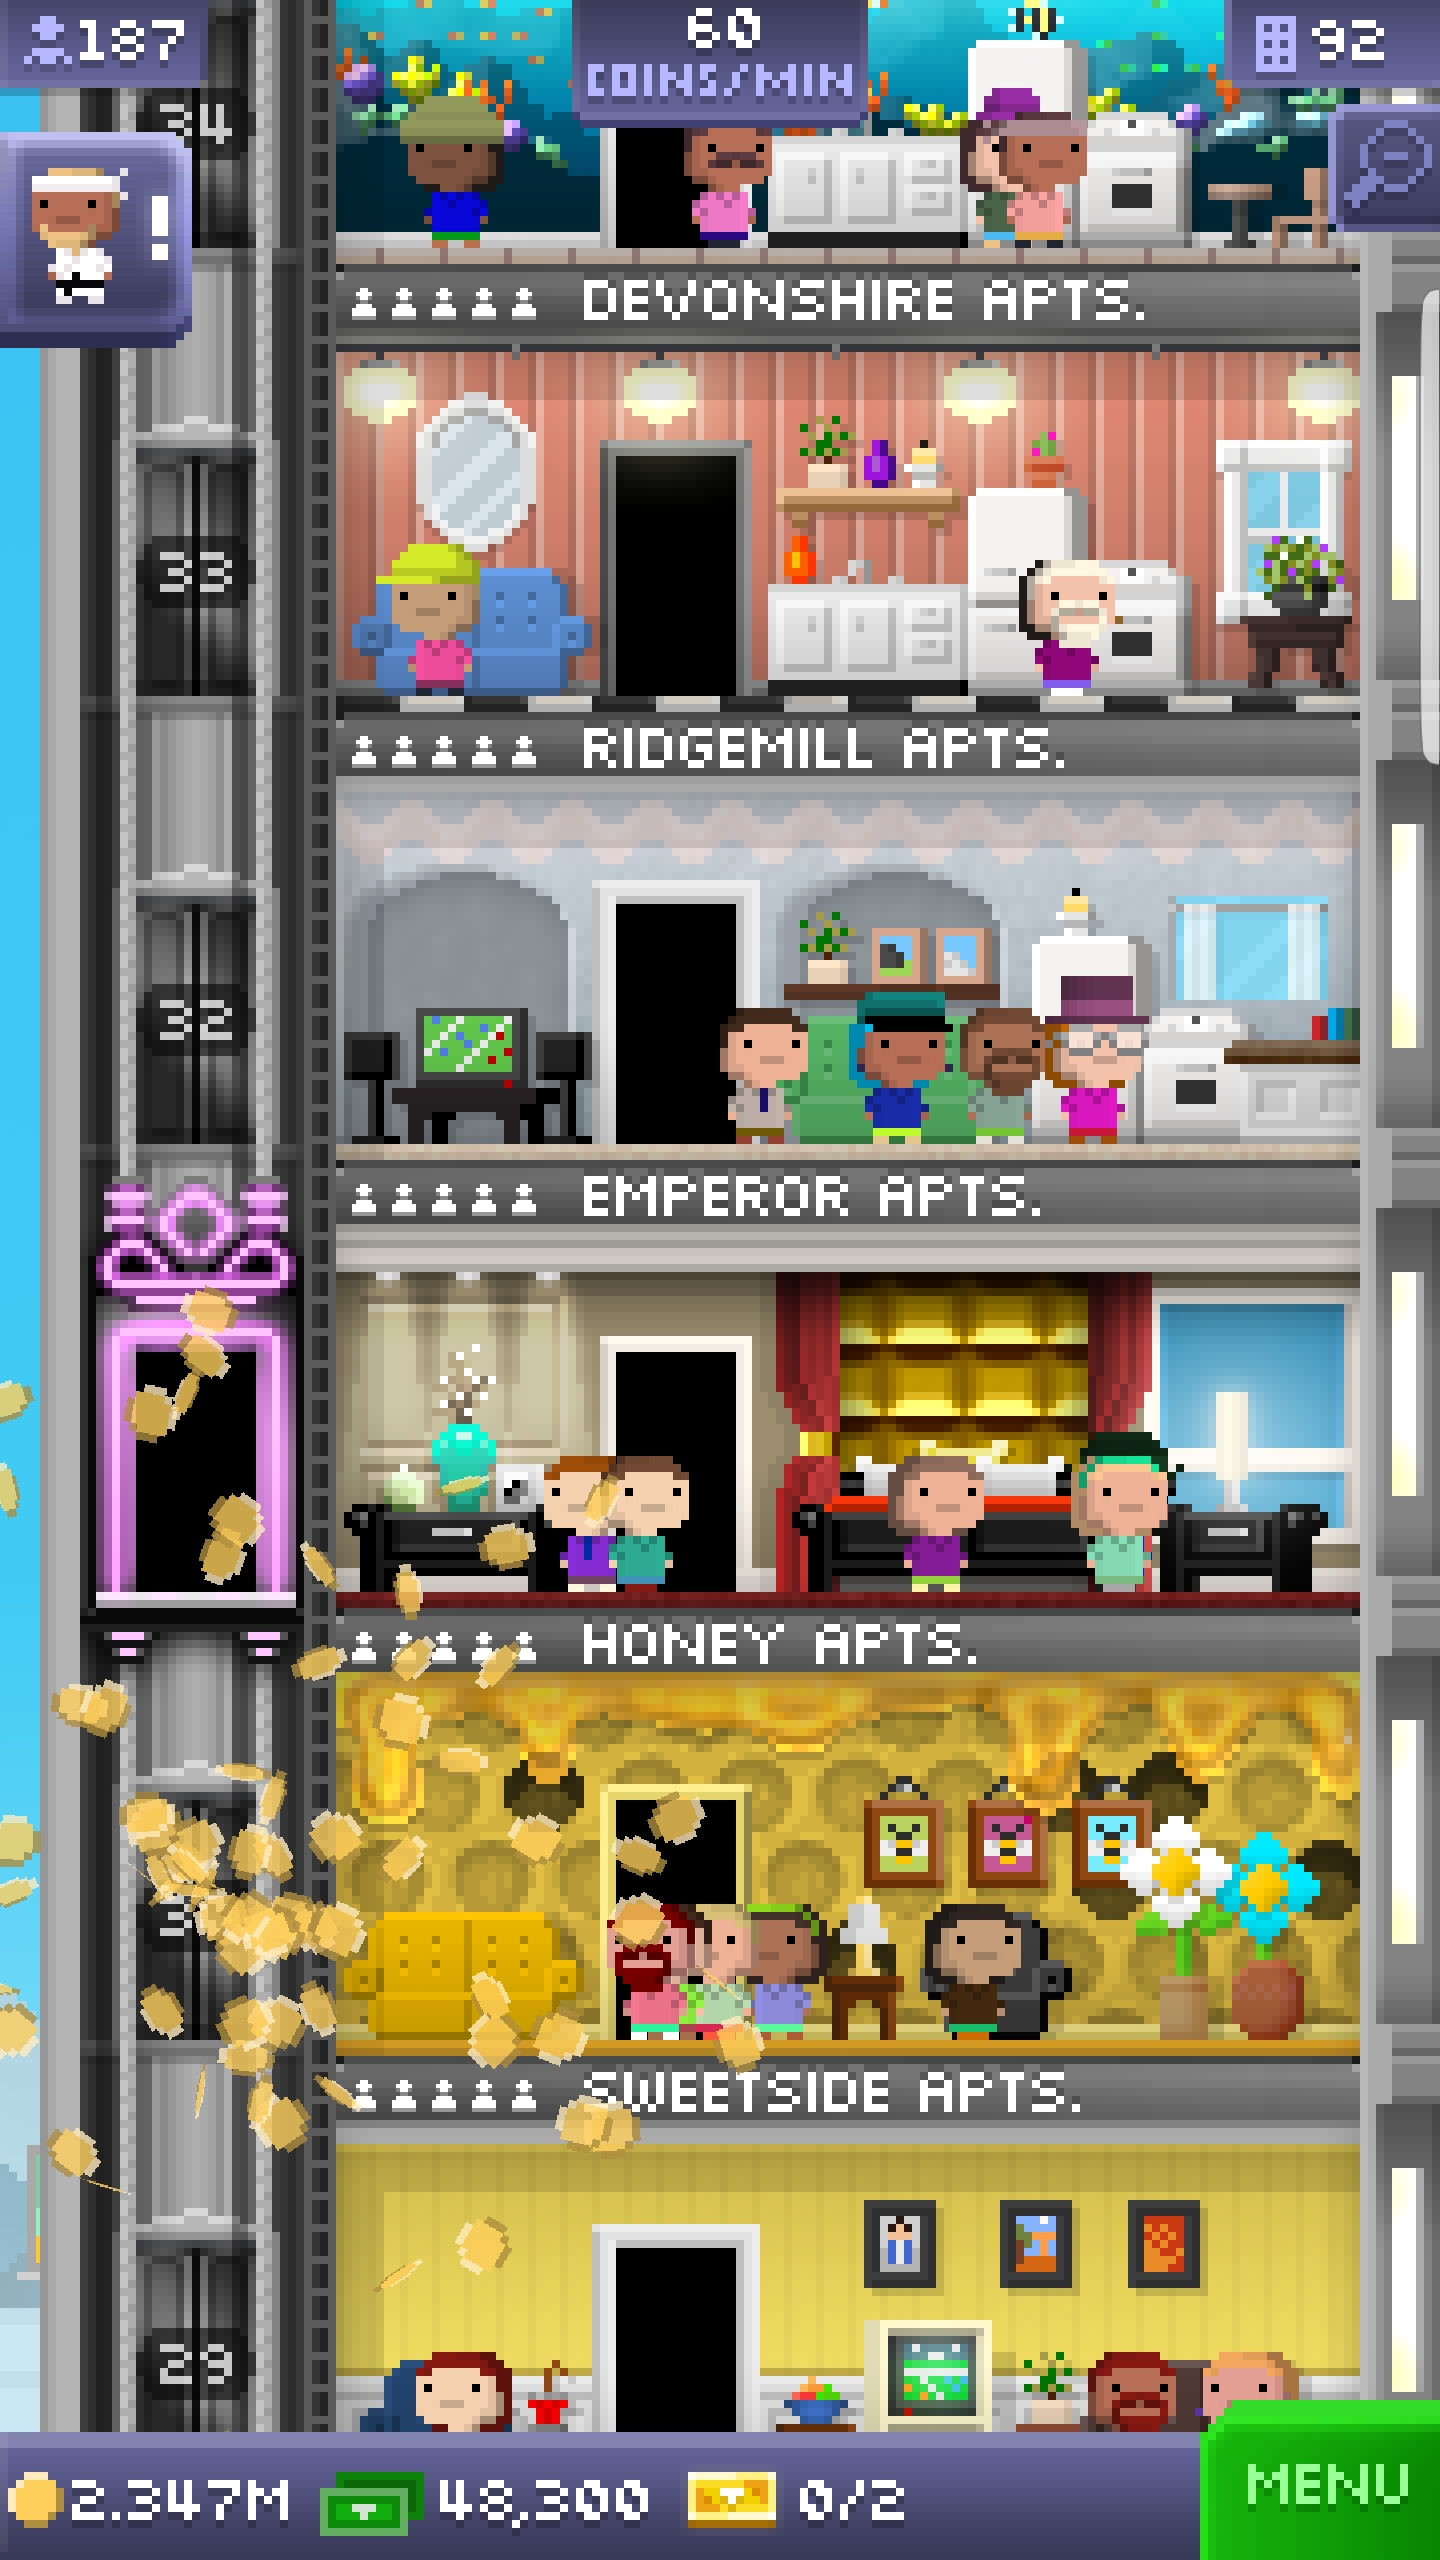 187
60
COINS/MIN
92
34
!
DEVONSHIRE APTS.
33
RIDGEMILL APTS.
32
EMPEROR APTS.
HONEY APTS.
SWEETSIDE APTS.
29
2.347M
48,300
0/2
MENU